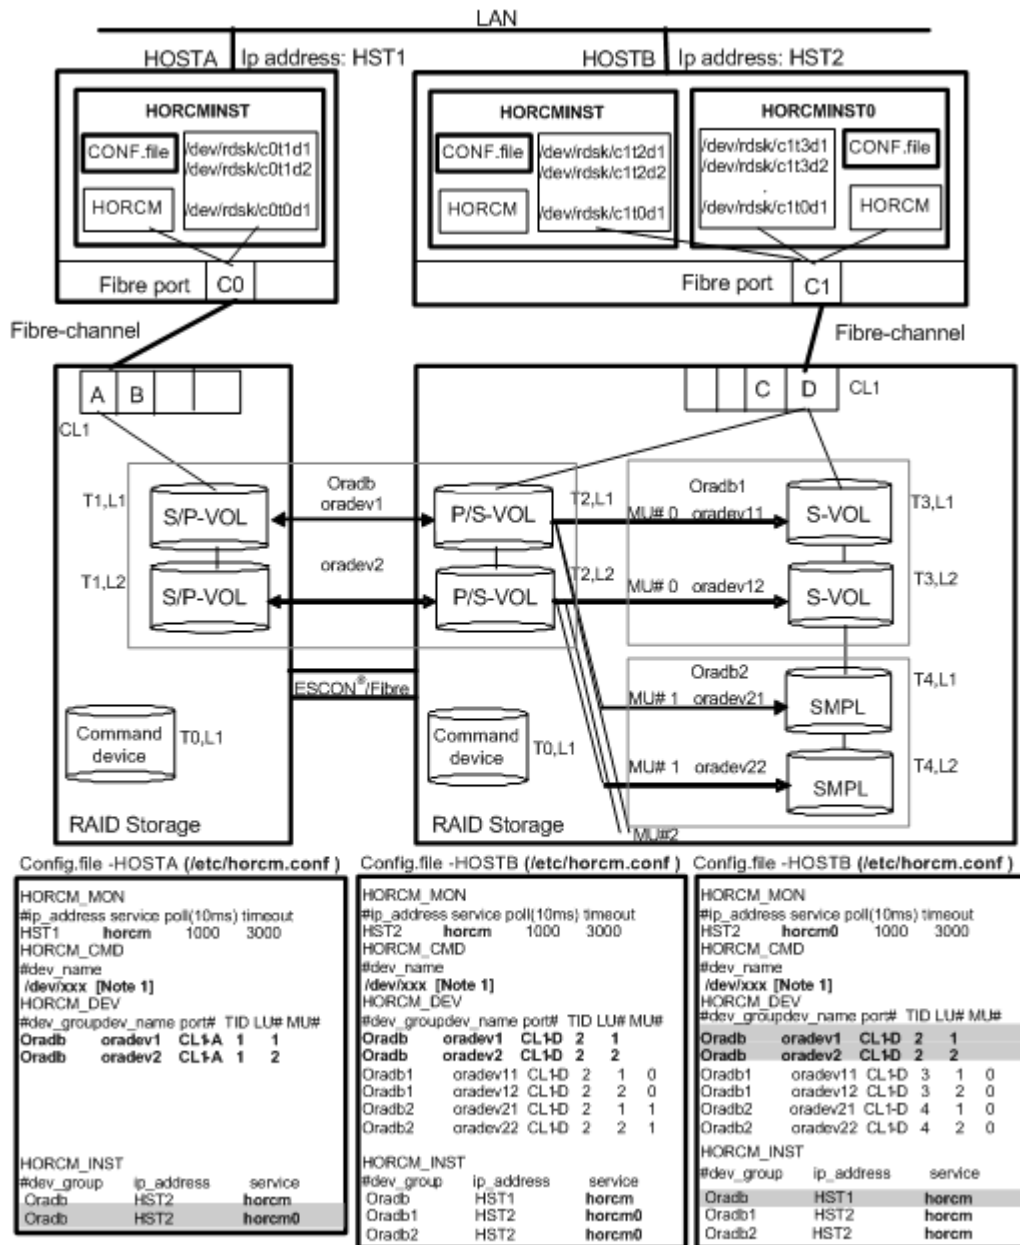 LAN
HOSTA Ip address: HST1
HOSTB Ip address: HST2
HORCMINST
CONF.file
/dev/rdsk/c0t1d1
/dev/rdsk/c0t1d2
HORCM
/dev/rdsk/c0t0d1
Fibre port C0
HORCMINST
CONF.file
/dev/rdsk/c1t2d1
/dev/rdsk/c1t2d2
HORCM
/dev/rdsk/c1t0d1
HORCMINST0
/dev/rdsk/c1t3d1
/dev/rdsk/c1t3d2
.
/dev/rdsk/c1t0d1
CONF.file
HORCM
Fibre port C1
Fibre-channel
Fibre-channel
A B
CL1
C D CL1
Oradb
oradev1
T1,L1 S/P-VOL
P/S-VOL T2,L1
oradev2
T1,L2 S/P-VOL
P/S-VOL T2,L2
Oradb1
MU# 0 oradev11 S-VOL T3,L1
MU# 0 oradev12 S-VOL T3,L2
Oradb2
MU# 1 oradev21 SMPL T4,L1
MU# 1 oradev22 SMPL T4,L2
MU#2
ESCON®/Fibre
Command
device
T0,L1
Command
device
T0,L1
RAID Storage
RAID Storage
Config.file -HOSTA (/etc/horcm.conf )
HORCM_MON
#ip_address service poll(10ms) timeout
HST1 horcm 1000 3000
HORCM_CMD
#dev_name
/dev/xxx [Note 1]
HORCM_DEV
#dev_groupdev_name port# TID LU# MU#
Oradb oradev1 CL1-A 1 1
Oradb oradev2 CL1-A 1 2
HORCM_INST
#dev_group ip_address service
Oradb HST2 horcm
Oradb HST2 horcm0
Config.file -HOSTB (/etc/horcm.conf )
HORCM_MON
#ip_address service poll(10ms) timeout
HST2 horcm 1000 3000
HORCM_CMD
#dev_name
/dev/xxx [Note 1]
HORCM_DEV
#dev_groupdev_name port# TID LU# MU#
Oradb oradev1 CL1-D 2 1
Oradb oradev2 CL1-D 2 2
Oradb1 oradev11 CL1-D 2 1 0
Oradb1 oradev12 CL1-D 2 2 0
Oradb2 oradev21 CL1-D 2 1 1
Oradb2 oradev22 CL1-D 2 2 1
HORCM_INST
#dev_group ip_address service
Oradb HST1 horcm
Oradb1 HST2 horcm0
Oradb2 HST2 horcm0
Config.file -HOSTB (/etc/horcm.conf )
HORCM_MON
#ip_address service poll(10ms) timeout
HST2 horcm0 1000 3000
HORCM_CMD
#dev_name
/dev/xxx [Note 1]
HORCM_DEV
#dev_groupdev_name port# TID LU# MU#
Oradb oradev1 CL1-D 2 1
Oradb oradev2 CL1-D 2 2
Oradb1 oradev11 CL1-D 3 1 0
Oradb1 oradev12 CL1-D 3 2 0
Oradb2 oradev21 CL1-D 4 1 0
Oradb2 oradev22 CL1-D 4 2 0
HORCM_INST
#dev_group ip_address service
Oradb HST1 horcm
Oradb1 HST2 horcm
Oradb2 HST2 horcm